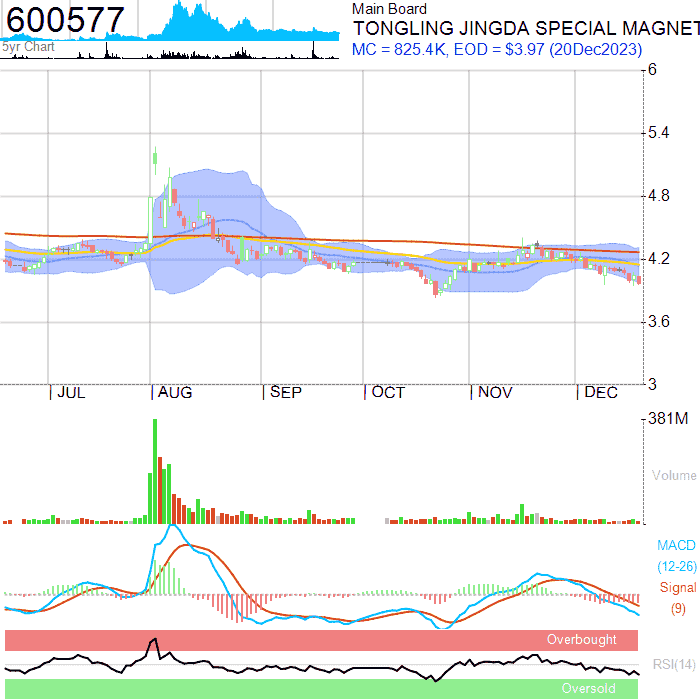 600577
5yr Chart
Main Board
TONGLING JINGDA SPECIAL MAGNET
MC = 825.4K, EOD = $3.97 (20Dec2023)
6
5.4
4.8
4.2
3.6
3
JUL AUG SEP OCT NOV DEC
381M
Volume
MACD
(12-26)
Signal
(9)
Overbought
RSI(14)
Oversold